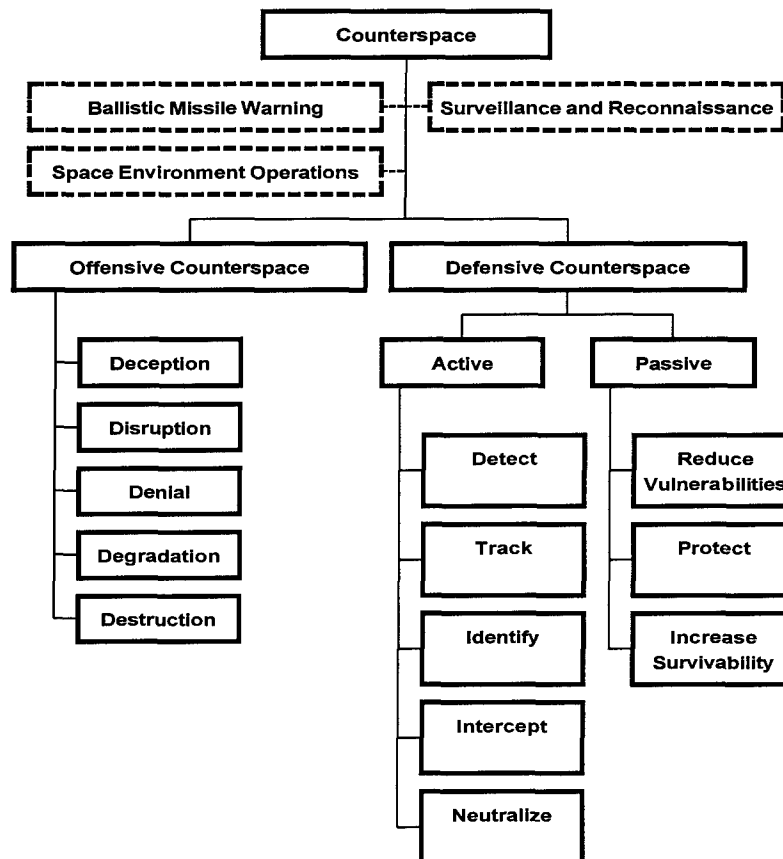 Counterspace
Ballistic Missile Warning
Surveillance and Reconnaissance
Space Environment Operations
Offensive Counterspace
Defensive Counterspace
Deception
Disruption
Denial
Degradation
Destruction
Active
Passive
Detect
Track
Identify
Intercept
Neutralize
Reduce
Vulnerabilities
Protect
Increase
Survivability